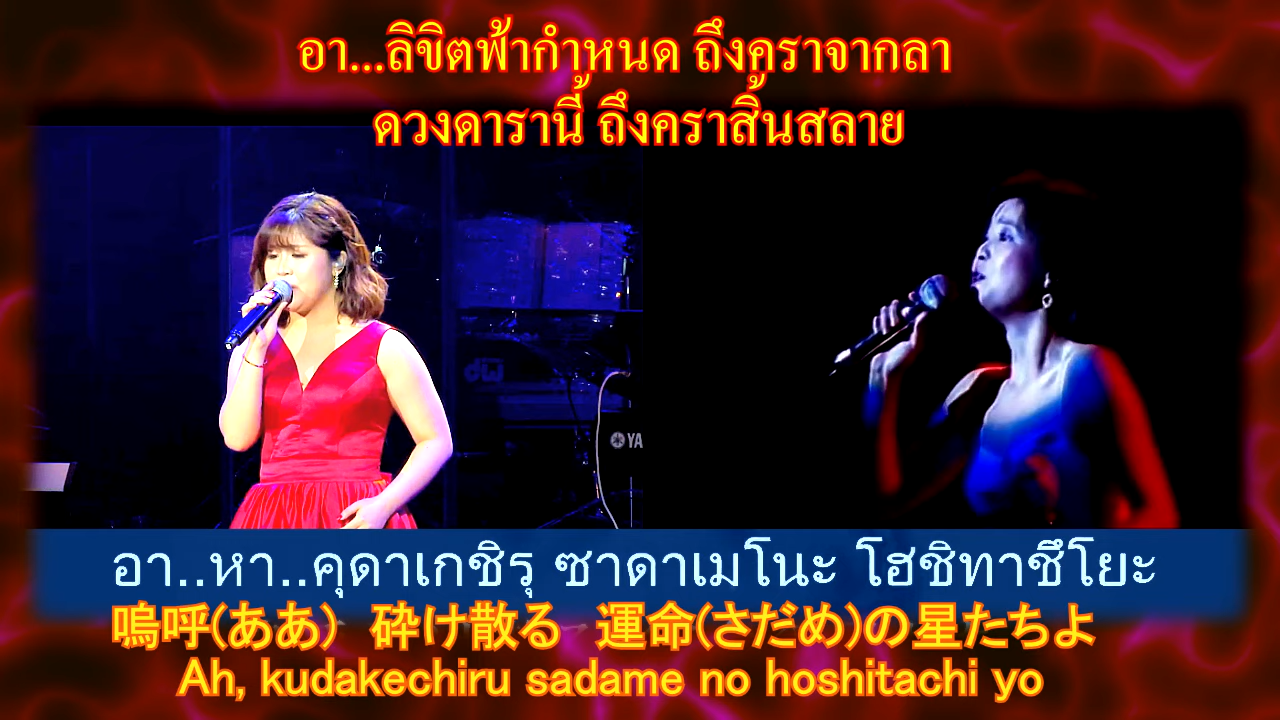 อา...ลิขิตฟ้ากำหนด ถึงคราจากลา
ดวงดารานี้ ถึงคราสิ้นสลาย
dw
YA
อา..หา..คุดาเกชิรุ ซาดาเมโนะ โฮชิทาชึโยะ
嗚呼(ああ)　砕け散る　運命(さだめ)の星たちよ
Ah, kudakechiru sadame no hoshitachi yo